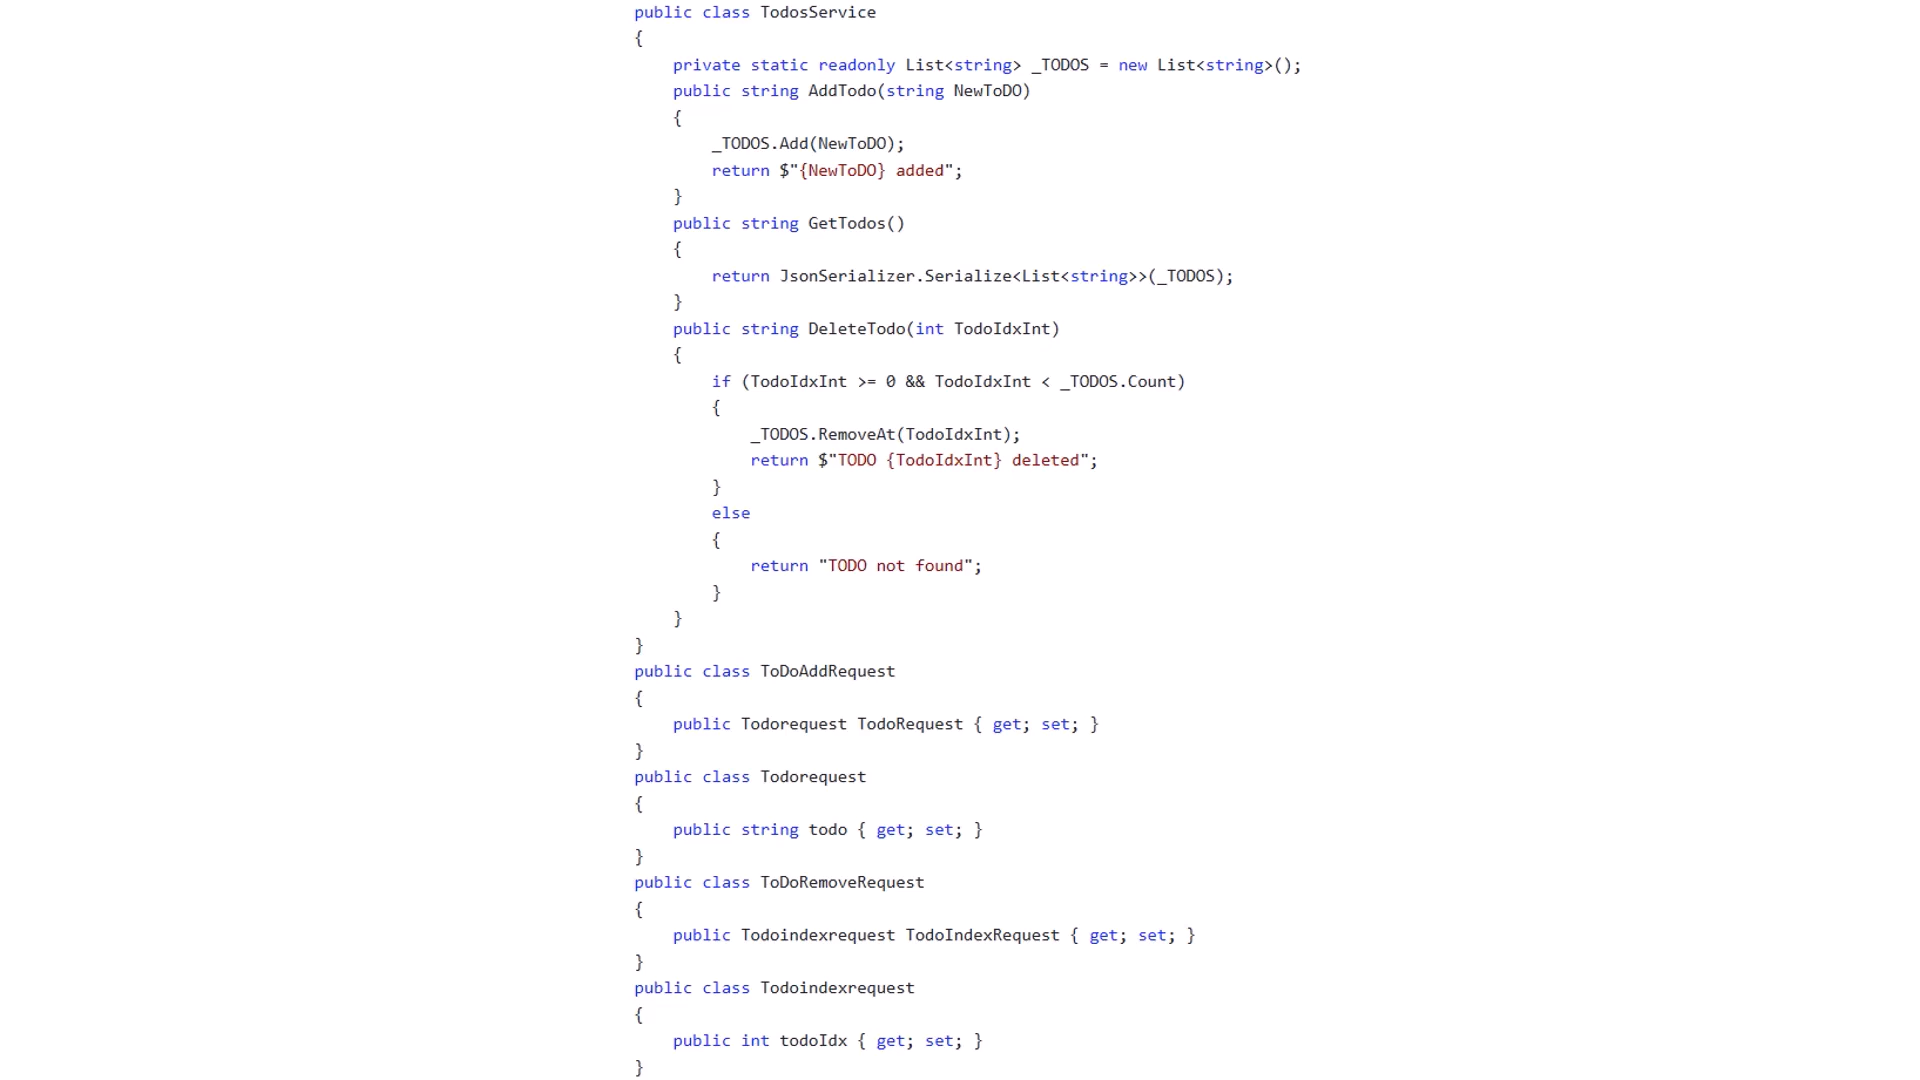 public class TodosService
{
    private static readonly List<string> _TODOS = new List<string>();
    public string AddTodo(string NewToDO)
    {
        _TODOS.Add(NewToDO);
        return $"{NewToDO} added";
    }
    public string GetTodos()
    {
        return JsonSerializer.Serialize<List<string>>(_TODOS);
    }
    public string DeleteTodo(int TodoIdxInt)
    {
        if (TodoIdxInt >= 0 && TodoIdxInt < _TODOS.Count)
        {
            _TODOS.RemoveAt(TodoIdxInt);
            return $"TODO {TodoIdxInt} deleted";
        }
        else
        {
            return "TODO not found";
        }
    }
}
public class ToDoAddRequest
{
    public Todorequest TodoRequest { get; set; }
}
public class Todorequest
{
    public string todo { get; set; }
}
public class ToDoRemoveRequest
{
    public Todoindexrequest TodoIndexRequest { get; set; }
}
public class Todoindexrequest
{
    public int todoIdx { get; set; }
}